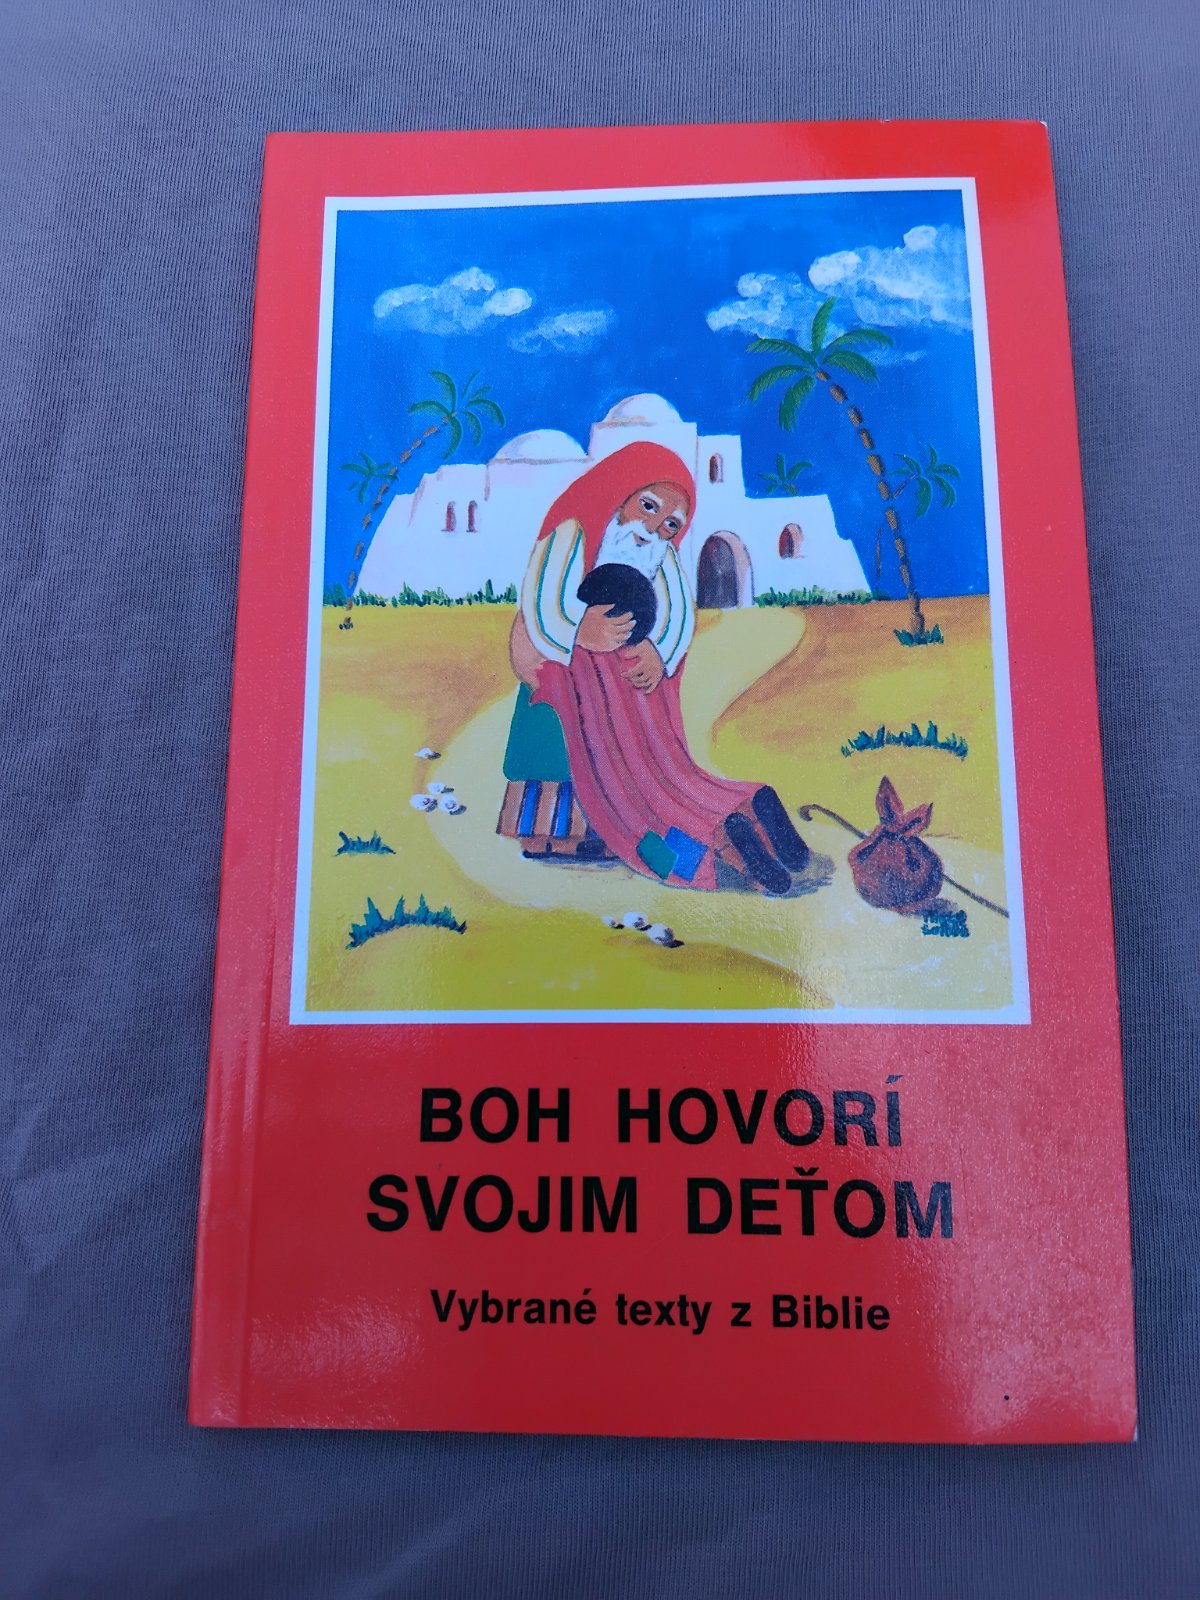 BOH HOVORÍ
SVOJIM DEŤOM
Vybrané texty z Biblie